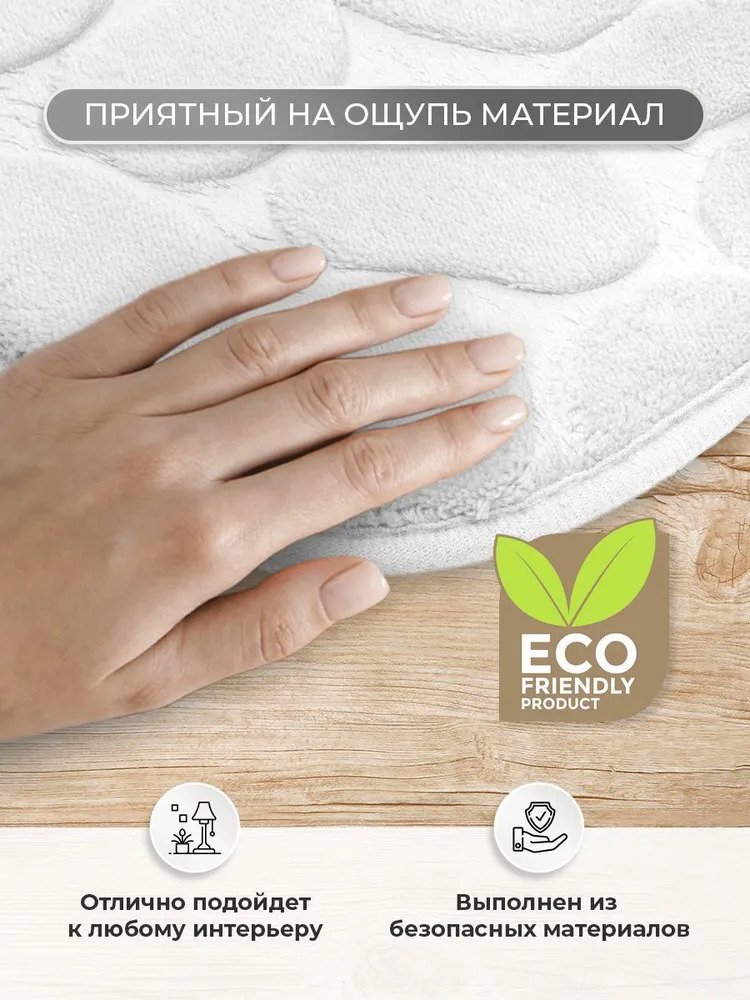 ПРИЯТНЫЙ НА ОЩУПЬ МАТЕРИАЛ
ECO
FRIENDLY
PRODUCT
Отлично подойдет
к любому интерьеру
Выполнен из
безопасных материалов